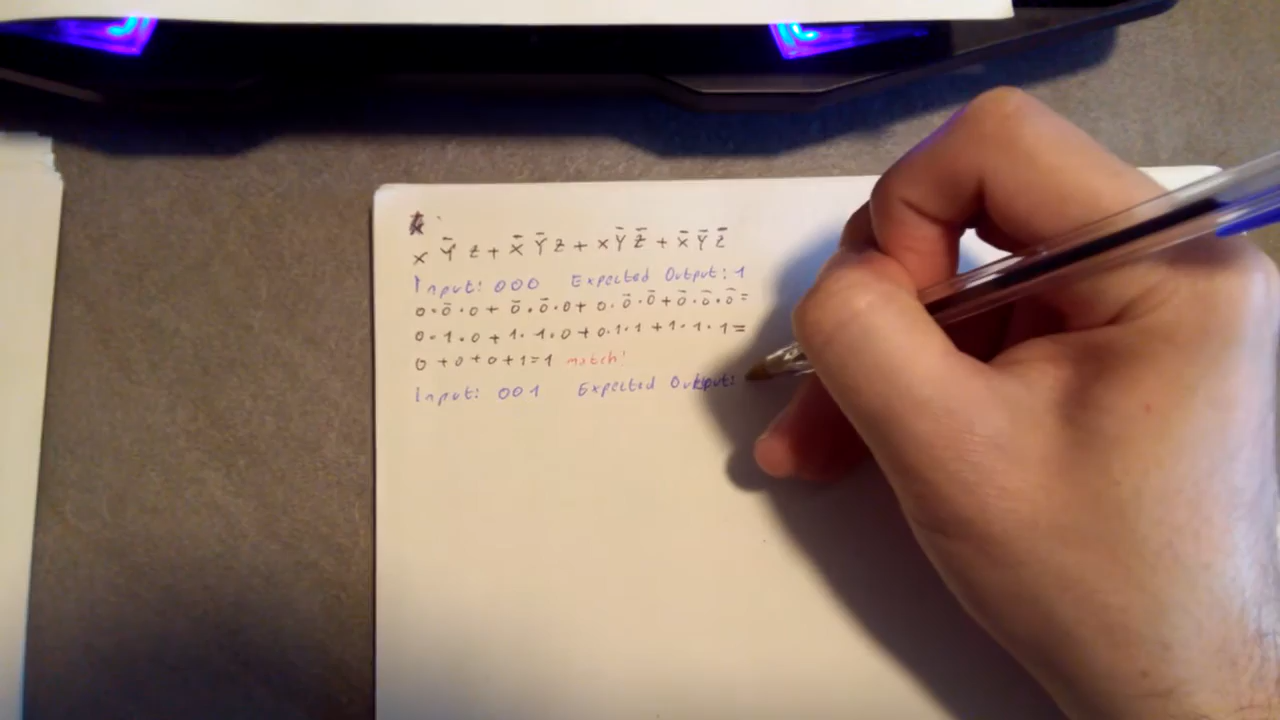 x Ȳ z + x̄ Ȳ z + x Ȳ Z̄ + x̄ Ȳ Z̄
Input: 000 Expected Output: 1
0·0̄·0 + 0̄·0̄·0 + 0·0̄·0̄ + 0̄·0̄·0̄ =
0·1·0 + 1·1·0 + 0·1·1 + 1·1·1 =
0 + 0 + 0 + 1 = 1 match!
Input: 001 Expected Output: